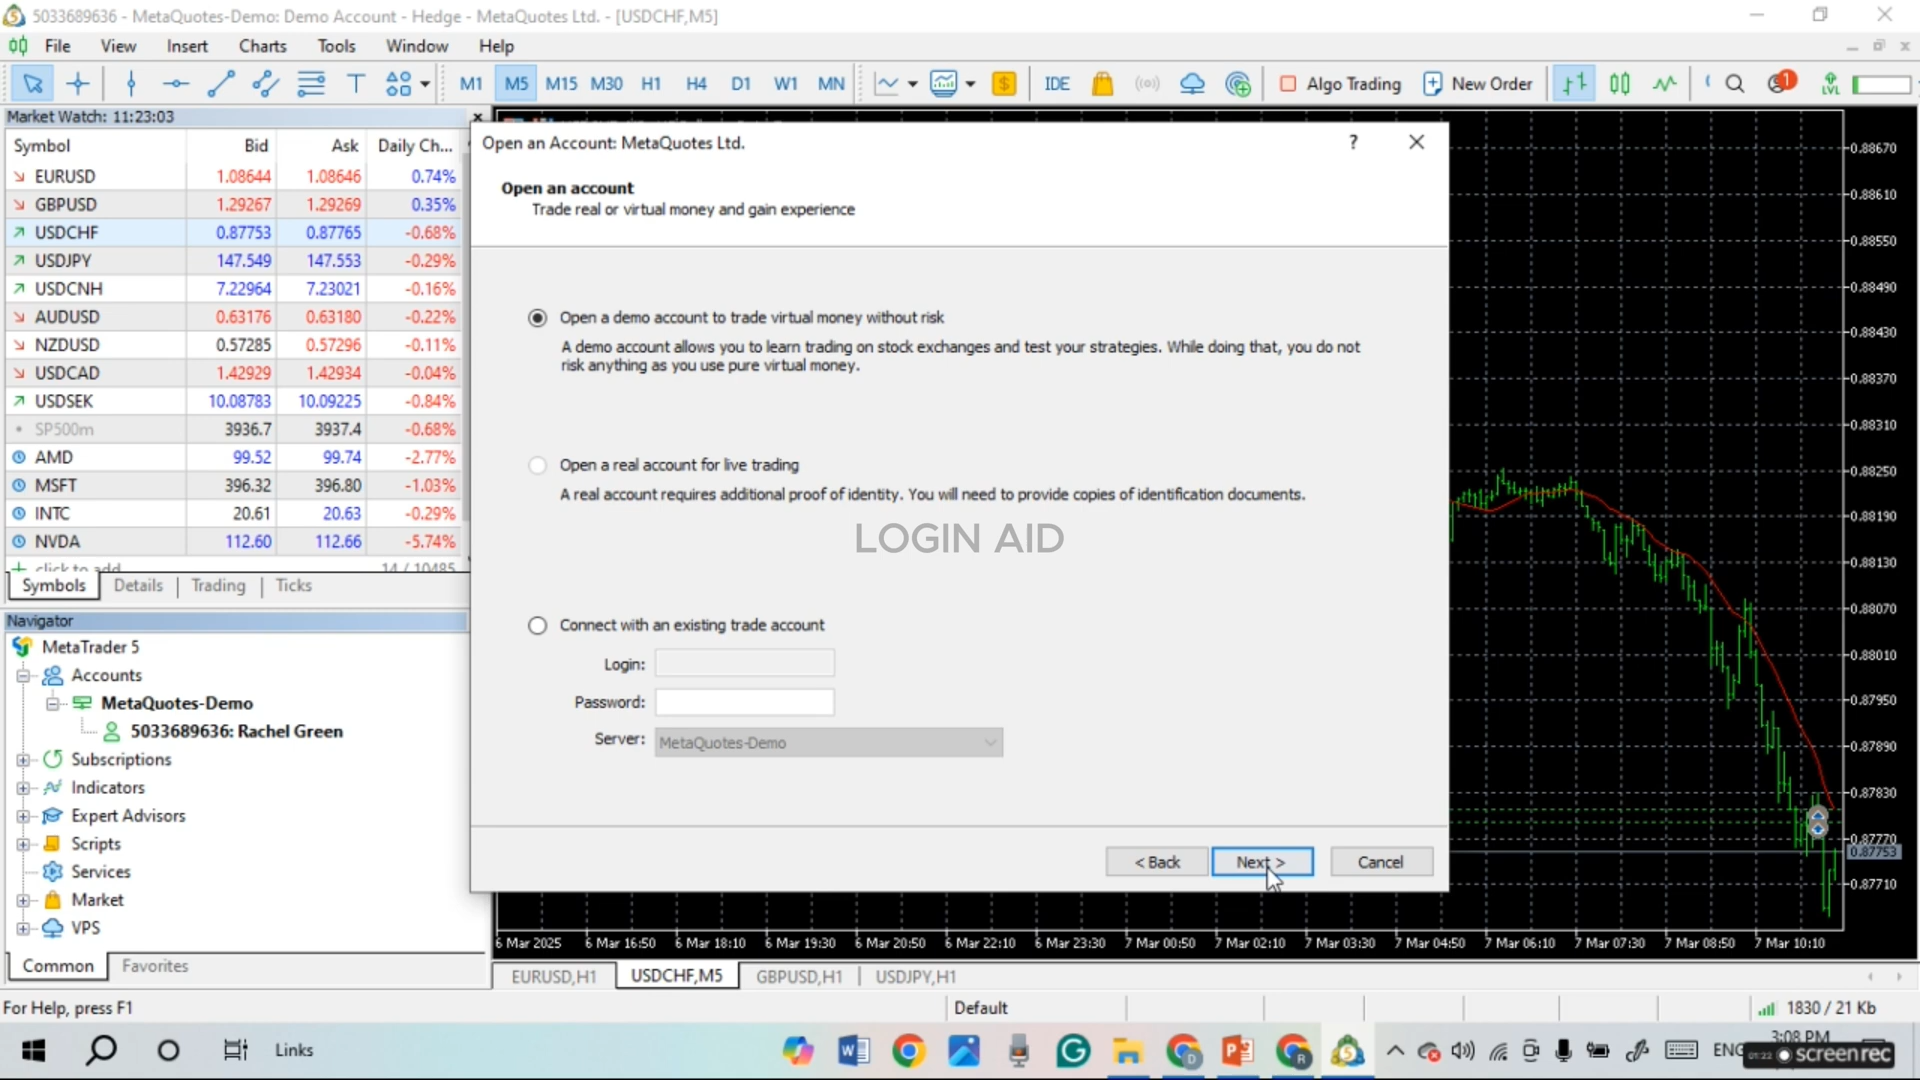 5033689636 - MetaQuotes-Demo: Demo Account - Hedge - MetaQuotes Ltd. - [USDCHF,M5]
File View Insert Charts Tools Window Help
M1 M5 M15 M30 H1 H4 D1 W1 MN IDE Algo Trading New Order 1 LVL
Market Watch: 11:23:03
Symbol Bid Ask Daily Ch...
EURUSD 1.08644 1.08646 0.74%
GBPUSD 1.29267 1.29269 0.35%
USDCHF 0.87753 0.87765 -0.68%
USDJPY 147.549 147.553 -0.29%
USDCNH 7.22964 7.23021 -0.16%
AUDUSD 0.63176 0.63180 -0.22%
NZDUSD 0.57285 0.57296 -0.11%
USDCAD 1.42929 1.42934 -0.04%
USDSEK 10.08783 10.09225 -0.84%
SP500m 3936.7 3937.4 -0.68%
AMD 99.52 99.74 -2.77%
MSFT 396.32 396.80 -1.03%
INTC 20.61 20.63 -0.29%
NVDA 112.60 112.66 -5.74%
click to add 14 / 10485
Symbols Details Trading Ticks
Navigator
MetaTrader 5
Accounts
MetaQuotes-Demo
5033689636: Rachel Green
Subscriptions
Indicators
Expert Advisors
Scripts
Services
Market
VPS
Common Favorites
Open an Account: MetaQuotes Ltd. ?
Open an account
Trade real or virtual money and gain experience
Open a demo account to trade virtual money without risk
A demo account allows you to learn trading on stock exchanges and test your strategies. While doing that, you do not
risk anything as you use pure virtual money.
Open a real account for live trading
A real account requires additional proof of identity. You will need to provide copies of identification documents.
LOGIN AID
Connect with an existing trade account
Login:
Password:
Server: MetaQuotes-Demo
< Back Next > Cancel
0.88670
0.88610
0.88550
0.88490
0.88430
0.88370
0.88310
0.88250
0.88190
0.88130
0.88070
0.88010
0.87950
0.87890
0.87830
0.87770
0.87753
0.87710
6 Mar 2025 6 Mar 16:50 6 Mar 18:10 6 Mar 19:30 6 Mar 20:50 6 Mar 22:10 6 Mar 23:30 7 Mar 00:50 7 Mar 02:10 7 Mar 03:30 7 Mar 04:50 7 Mar 06:10 7 Mar 07:30 7 Mar 08:50 7 Mar 10:10
EURUSD,H1 USDCHF,M5 GBPUSD,H1 USDJPY,H1
For Help, press F1 Default 1830 / 21 Kb
Links ENG 3:08 PM
01:22 screenrec